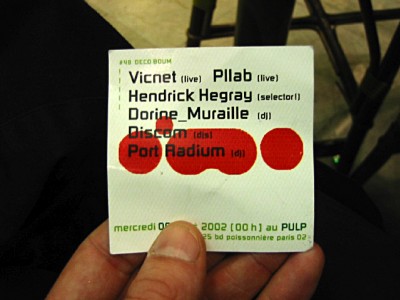 #48 DECO BOUM
Vicnet (live) Pllab (live)
Hendrick Hegray (selector!)
Dorine_Muraille (dj)
Discom (djs)
Port Radium (dj)
mercredi 2002 [00 h] au PULP
25 bd poissonnière paris 02